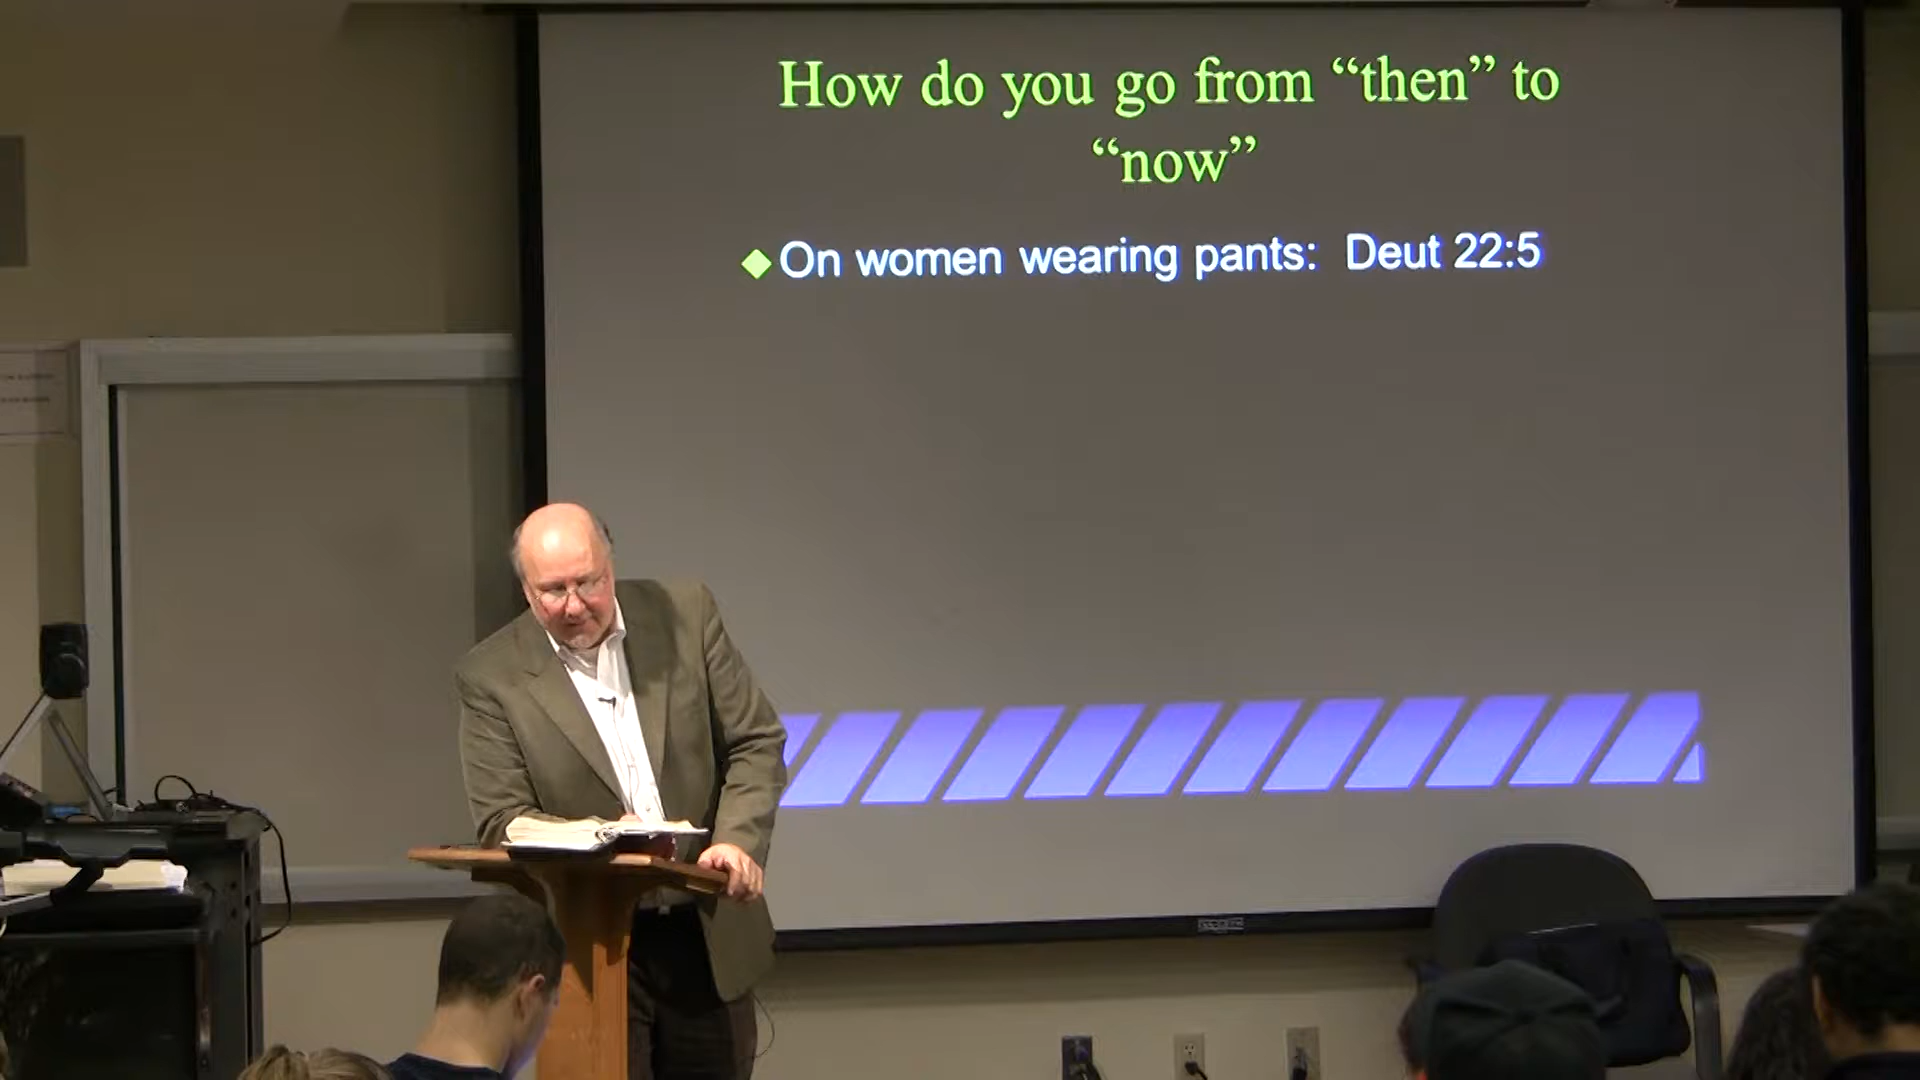 How do you go from “then” to
“now”
On women wearing pants: Deut 22:5